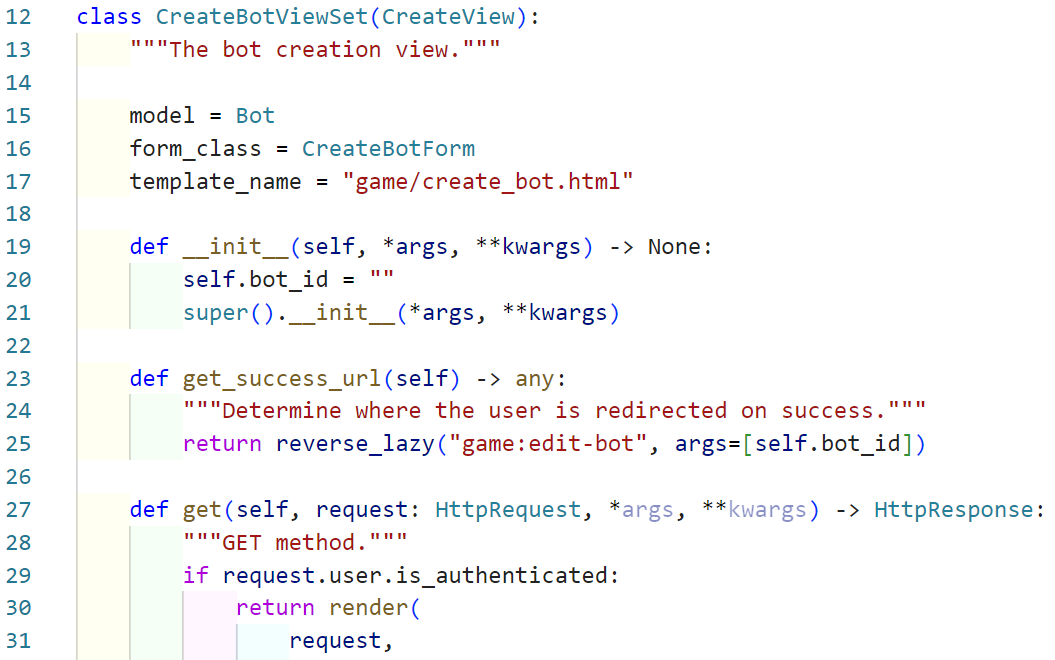 12 class CreateBotViewSet(CreateView):
13     """The bot creation view."""
14
15     model = Bot
16     form_class = CreateBotForm
17     template_name = "game/create_bot.html"
18
19     def __init__(self, *args, **kwargs) -> None:
20         self.bot_id = ""
21         super().__init__(*args, **kwargs)
22
23     def get_success_url(self) -> any:
24         """Determine where the user is redirected on success."""
25         return reverse_lazy("game:edit-bot", args=[self.bot_id])
26
27     def get(self, request: HttpRequest, *args, **kwargs) -> HttpResponse:
28         """GET method."""
29         if request.user.is_authenticated:
30             return render(
31                 request,